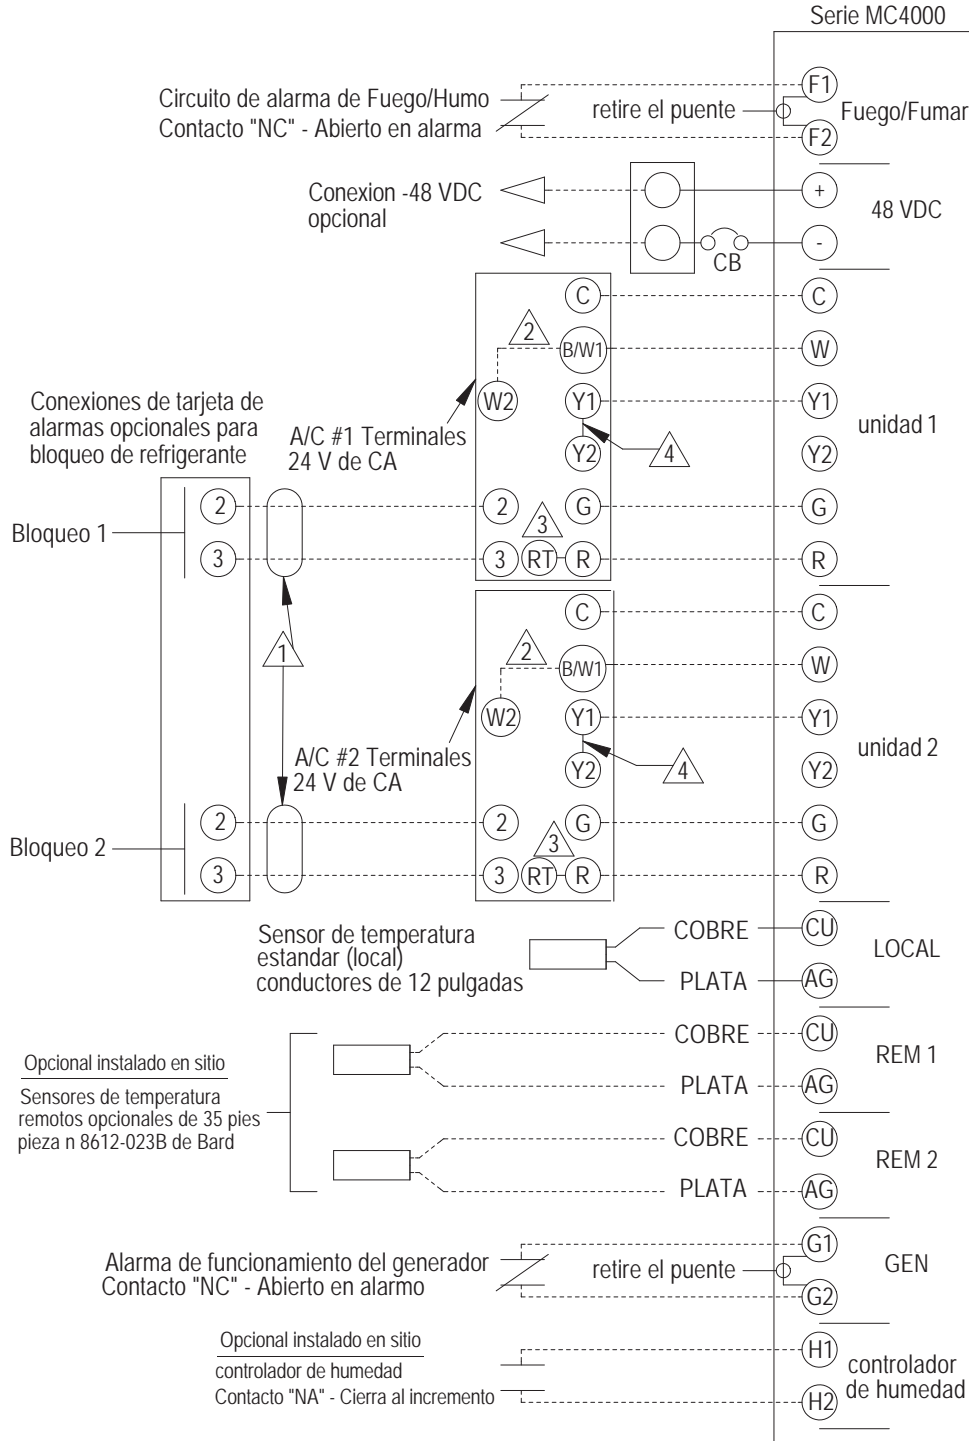 Serie MC4000
F1
Circuito de alarma de Fuego/Humo
Contacto "NC" - Abierto en alarma
retire el puente
Fuego/Fumar
F2
Conexion -48 VDC
opcional
+
48 VDC
-
CB
C
C
2
B/W1
W
W2
Y1
Y1
unidad 1
Conexiones de tarjeta de
alarmas opcionales para
bloqueo de refrigerante
A/C #1 Terminales
24 V de CA
Y2
4
Y2
Bloqueo 1
2
2
G
G
3
3
3
RT
R
R
C
C
1
2
B/W1
W
W2
Y1
Y1
unidad 2
A/C #2 Terminales
24 V de CA
Y2
4
Y2
Bloqueo 2
2
2
G
G
3
3
3
RT
R
R
Sensor de temperatura
estandar (local)
conductores de 12 pulgadas
COBRE
CU
LOCAL
PLATA
AG
Opcional instalado en sitio
Sensores de temperatura
remotos opcionales de 35 pies
pieza n 8612-023B de Bard
COBRE
CU
REM 1
PLATA
AG
COBRE
CU
REM 2
PLATA
AG
Alarma de funcionamiento del generador
Contacto "NC" - Abierto en alarmo
retire el puente
G1
GEN
G2
Opcional instalado en sitio
controlador de humedad
Contacto "NA" - Cierra al incremento
H1
controlador
de humedad
H2